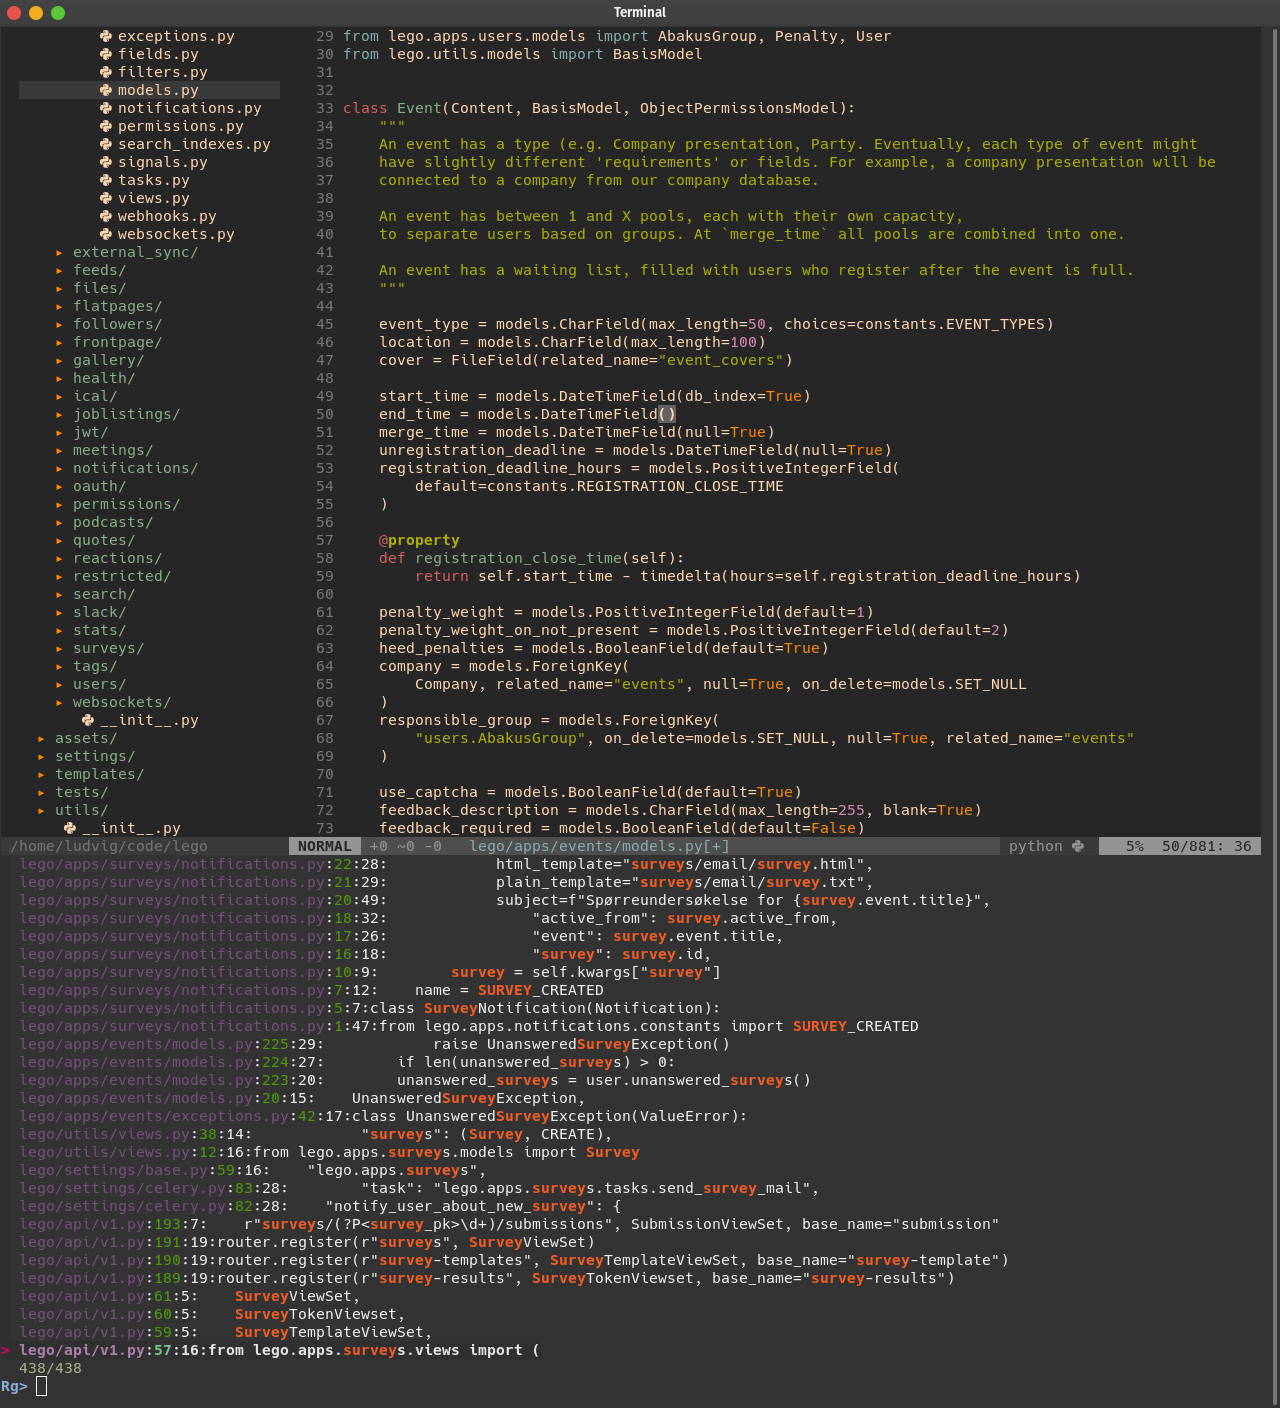 Terminal
exceptions.py
fields.py
filters.py
models.py
notifications.py
permissions.py
search_indexes.py
signals.py
tasks.py
views.py
webhooks.py
websockets.py
▸ external_sync/
▸ feeds/
▸ files/
▸ flatpages/
▸ followers/
▸ frontpage/
▸ gallery/
▸ health/
▸ ical/
▸ joblistings/
▸ jwt/
▸ meetings/
▸ notifications/
▸ oauth/
▸ permissions/
▸ podcasts/
▸ quotes/
▸ reactions/
▸ restricted/
▸ search/
▸ slack/
▸ stats/
▸ surveys/
▸ tags/
▸ users/
▸ websockets/
__init__.py
▸ assets/
▸ settings/
▸ templates/
▸ tests/
▸ utils/
__init__.py
29 from lego.apps.users.models import AbakusGroup, Penalty, User
30 from lego.utils.models import BasisModel
31
32
33 class Event(Content, BasisModel, ObjectPermissionsModel):
34     """
35     An event has a type (e.g. Company presentation, Party. Eventually, each type of event might
36     have slightly different 'requirements' or fields. For example, a company presentation will be
37     connected to a company from our company database.
38
39     An event has between 1 and X pools, each with their own capacity,
40     to separate users based on groups. At `merge_time` all pools are combined into one.
41
42     An event has a waiting list, filled with users who register after the event is full.
43     """
44
45     event_type = models.CharField(max_length=50, choices=constants.EVENT_TYPES)
46     location = models.CharField(max_length=100)
47     cover = FileField(related_name="event_covers")
48
49     start_time = models.DateTimeField(db_index=True)
50     end_time = models.DateTimeField()
51     merge_time = models.DateTimeField(null=True)
52     unregistration_deadline = models.DateTimeField(null=True)
53     registration_deadline_hours = models.PositiveIntegerField(
54         default=constants.REGISTRATION_CLOSE_TIME
55     )
56
57     @property
58     def registration_close_time(self):
59         return self.start_time - timedelta(hours=self.registration_deadline_hours)
60
61     penalty_weight = models.PositiveIntegerField(default=1)
62     penalty_weight_on_not_present = models.PositiveIntegerField(default=2)
63     heed_penalties = models.BooleanField(default=True)
64     company = models.ForeignKey(
65         Company, related_name="events", null=True, on_delete=models.SET_NULL
66     )
67     responsible_group = models.ForeignKey(
68         "users.AbakusGroup", on_delete=models.SET_NULL, null=True, related_name="events"
69     )
70
71     use_captcha = models.BooleanField(default=True)
72     feedback_description = models.CharField(max_length=255, blank=True)
73     feedback_required = models.BooleanField(default=False)
/home/ludvig/code/lego NORMAL +0 ~0 -0 lego/apps/events/models.py[+] python 5% 50/881: 36
lego/apps/surveys/notifications.py:22:28:            html_template="surveys/email/survey.html",
lego/apps/surveys/notifications.py:21:29:            plain_template="surveys/email/survey.txt",
lego/apps/surveys/notifications.py:20:49:            subject=f"Spørreundersøkelse for {survey.event.title}",
lego/apps/surveys/notifications.py:18:32:                "active_from": survey.active_from,
lego/apps/surveys/notifications.py:17:26:                "event": survey.event.title,
lego/apps/surveys/notifications.py:16:18:                "survey": survey.id,
lego/apps/surveys/notifications.py:10:9:        survey = self.kwargs["survey"]
lego/apps/surveys/notifications.py:7:12:    name = SURVEY_CREATED
lego/apps/surveys/notifications.py:5:7:class SurveyNotification(Notification):
lego/apps/surveys/notifications.py:1:47:from lego.apps.notifications.constants import SURVEY_CREATED
lego/apps/events/models.py:225:29:            raise UnansweredSurveyException()
lego/apps/events/models.py:224:27:        if len(unanswered_surveys) > 0:
lego/apps/events/models.py:223:20:        unanswered_surveys = user.unanswered_surveys()
lego/apps/events/models.py:20:15:    UnansweredSurveyException,
lego/apps/events/exceptions.py:42:17:class UnansweredSurveyException(ValueError):
lego/utils/views.py:38:14:            "surveys": (Survey, CREATE),
lego/utils/views.py:12:16:from lego.apps.surveys.models import Survey
lego/settings/base.py:59:16:    "lego.apps.surveys",
lego/settings/celery.py:83:28:        "task": "lego.apps.surveys.tasks.send_survey_mail",
lego/settings/celery.py:82:28:    "notify_user_about_new_survey": {
lego/api/v1.py:193:7:    r"surveys/(?P<survey_pk>\d+)/submissions", SubmissionViewSet, base_name="submission"
lego/api/v1.py:191:19:router.register(r"surveys", SurveyViewSet)
lego/api/v1.py:190:19:router.register(r"survey-templates", SurveyTemplateViewSet, base_name="survey-template")
lego/api/v1.py:189:19:router.register(r"survey-results", SurveyTokenViewset, base_name="survey-results")
lego/api/v1.py:61:5:    SurveyViewSet,
lego/api/v1.py:60:5:    SurveyTokenViewset,
lego/api/v1.py:59:5:    SurveyTemplateViewSet,
> lego/api/v1.py:57:16:from lego.apps.surveys.views import (
438/438
Rg>